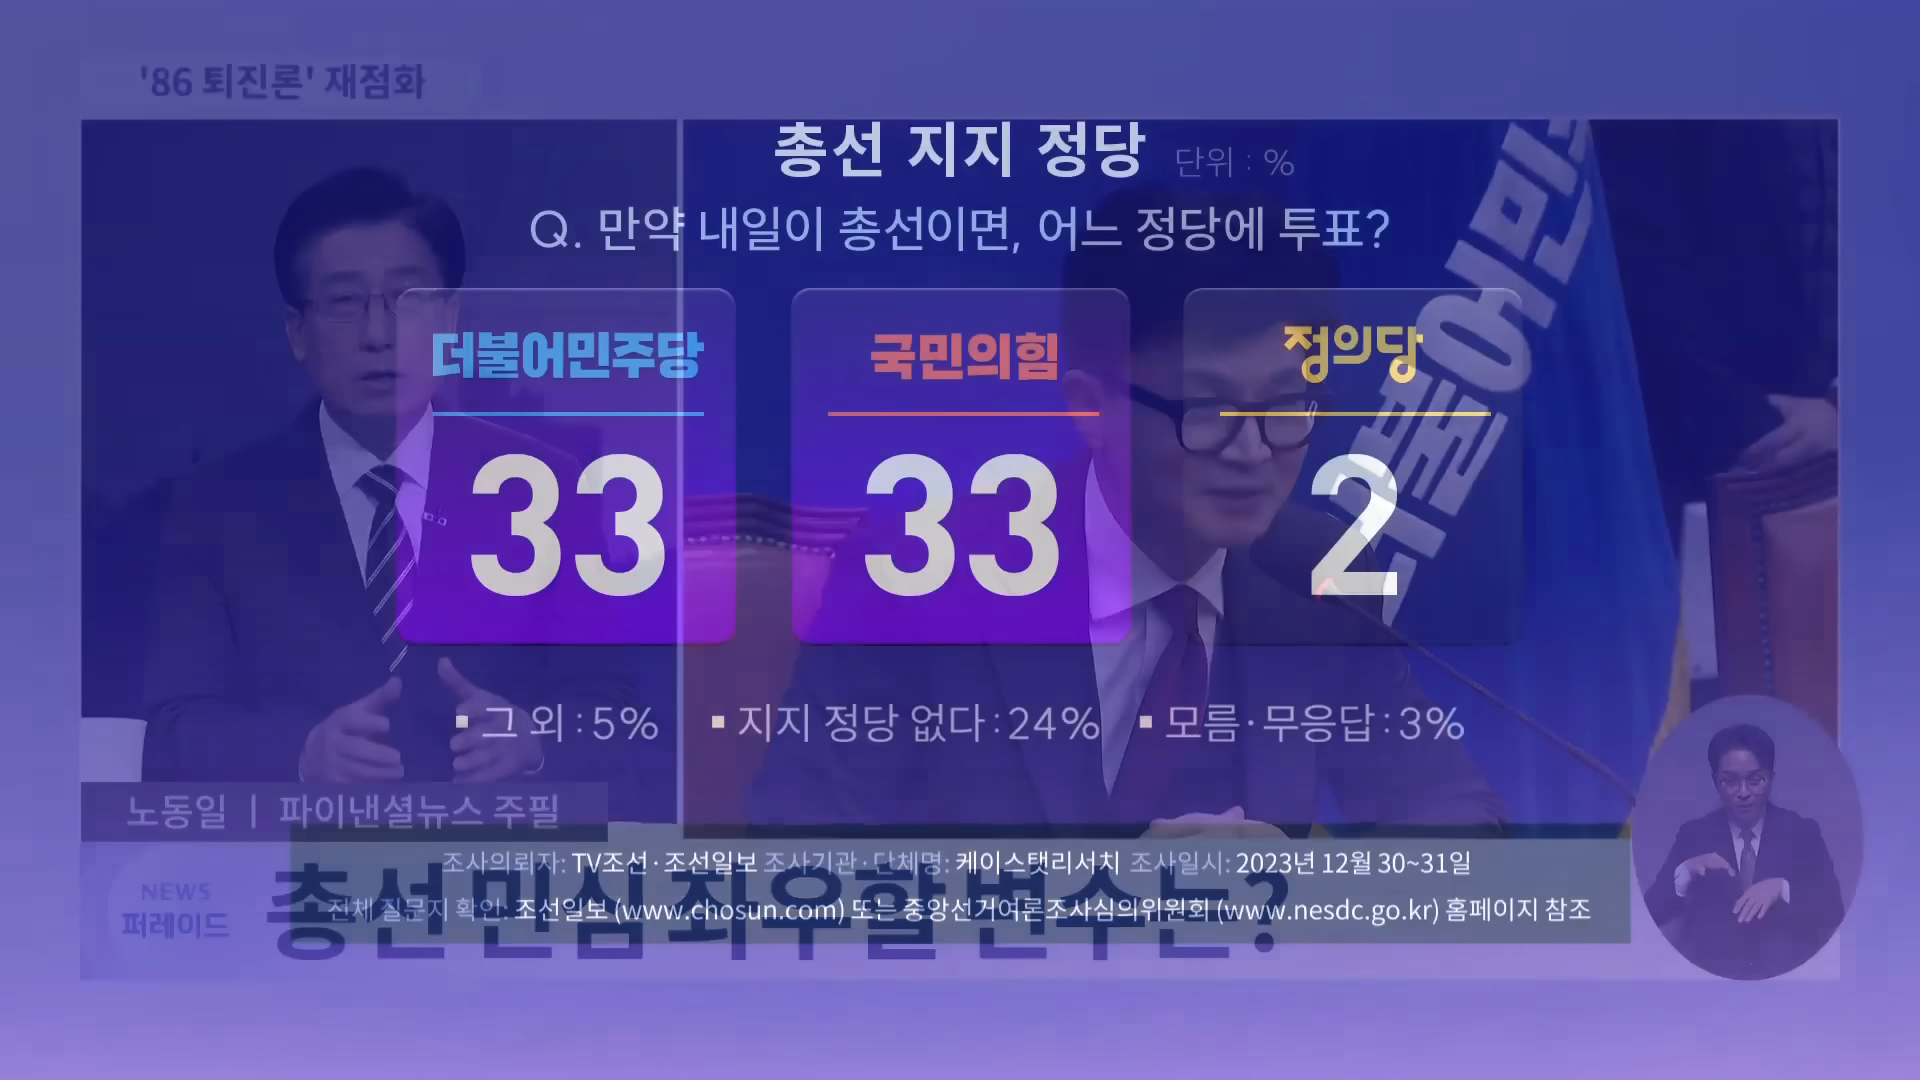 '86 퇴진론' 재점화
총선 지지 정당 단위 : %
Q. 만약 내일이 총선이면, 어느 정당에 투표?
더불어민주당 국민의힘 정의당
33 33 2
▪ 그 외 : 5% ▪ 지지 정당 없다 : 24% ▪ 모름·무응답 : 3%
노동일 | 파이낸셜뉴스 주필
조사의뢰자: TV조선·조선일보 조사기관·단체명: 케이스탯리서치 조사일시: 2023년 12월 30~31일
전체 질문지 확인: 조선일보 (www.chosun.com) 또는 중앙선거여론조사심의위원회 (www.nesdc.go.kr) 홈페이지 참조
NEWS
퍼레이드
총선 민심 좌우할 변수는?
더불어민